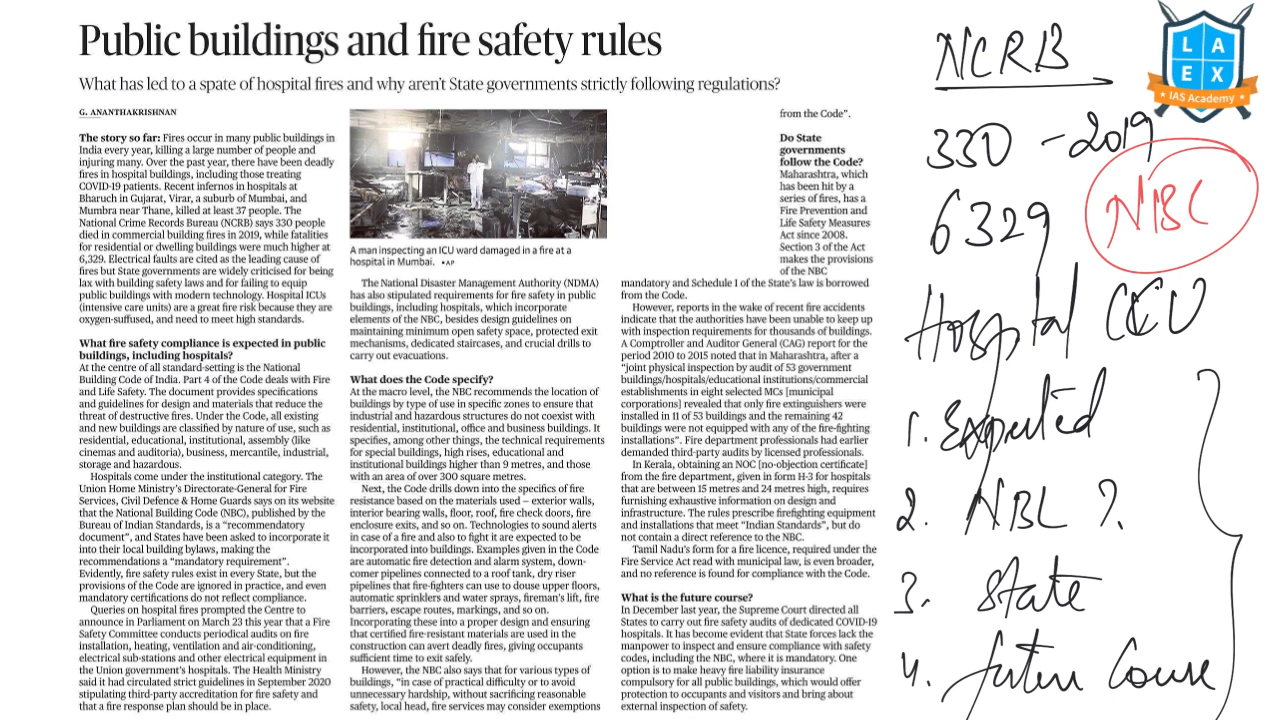 Public buildings and fire safety rules
What has led to a spate of hospital fires and why aren't State governments strictly following regulations?
G. ANANTHAKRISHNAN
The story so far: Fires occur in many public buildings in
India every year, killing a large number of people and
injuring many. Over the past year, there have been deadly
fires in hospital buildings, including those treating
COVID-19 patients. Recent infernos in hospitals at
Bharuch in Gujarat, Virar, a suburb of Mumbai, and
Mumbra near Thane, killed at least 37 people. The
National Crime Records Bureau (NCRB) says 330 people
died in commercial building fires in 2019, while fatalities
for residential or dwelling buildings were much higher at
6,329. Electrical faults are cited as the leading cause of
fires but State governments are widely criticised for being
lax with building safety laws and for failing to equip
public buildings with modern technology. Hospital ICUs
(intensive care units) are a great fire risk because they are
oxygen-suffused, and need to meet high standards.
What fire safety compliance is expected in public
buildings, including hospitals?
At the centre of all standard-setting is the National
Building Code of India. Part 4 of the Code deals with Fire
and Life Safety. The document provides specifications
and guidelines for design and materials that reduce the
threat of destructive fires. Under the Code, all existing
and new buildings are classified by nature of use, such as
residential, educational, institutional, assembly (like
cinemas and auditoria), business, mercantile, industrial,
storage and hazardous.
Hospitals come under the institutional category. The
Union Home Ministry's Directorate-General for Fire
Services, Civil Defence & Home Guards says on its website
that the National Building Code (NBC), published by the
Bureau of Indian Standards, is a "recommendatory
document", and States have been asked to incorporate it
into their local building bylaws, making the
recommendations a "mandatory requirement".
Evidently, fire safety rules exist in every State, but the
provisions of the Code are ignored in practice, and even
mandatory certifications do not reflect compliance.
Queries on hospital fires prompted the Centre to
announce in Parliament on March 23 this year that a Fire
Safety Committee conducts periodical audits on fire
installation, heating, ventilation and air-conditioning,
electrical sub-stations and other electrical equipment in
the Union government's hospitals. The Health Ministry
said it had circulated strict guidelines in September 2020
stipulating third-party accreditation for fire safety and
that a fire response plan should be in place.
A man inspecting an ICU ward damaged in a fire at a
hospital in Mumbai. •AP
The National Disaster Management Authority (NDMA)
has also stipulated requirements for fire safety in public
buildings, including hospitals, which incorporate
elements of the NBC, besides design guidelines on
maintaining minimum open safety space, protected exit
mechanisms, dedicated staircases, and crucial drills to
carry out evacuations.
What does the Code specify?
At the macro level, the NBC recommends the location of
buildings by type of use in specific zones to ensure that
industrial and hazardous structures do not coexist with
residential, institutional, office and business buildings. It
specifies, among other things, the technical requirements
for special buildings, high rises, educational and
institutional buildings higher than 9 metres, and those
with an area of over 300 square metres.
Next, the Code drills down into the specifics of fire
resistance based on the materials used – exterior walls,
interior bearing walls, floor, roof, fire check doors, fire
enclosure exits, and so on. Technologies to sound alerts
in case of a fire and also to fight it are expected to be
incorporated into buildings. Examples given in the Code
are automatic fire detection and alarm system, down-
comer pipelines connected to a roof tank, dry riser
pipelines that fire-fighters can use to douse upper floors,
automatic sprinklers and water sprays, fireman's lift, fire
barriers, escape routes, markings, and so on.
Incorporating these into a proper design and ensuring
that certified fire-resistant materials are used in the
construction can avert deadly fires, giving occupants
sufficient time to exit safely.
However, the NBC also says that for various types of
buildings, "in case of practical difficulty or to avoid
unnecessary hardship, without sacrificing reasonable
safety, local head, fire services may consider exemptions
from the Code".
Do State
governments
follow the Code?
Maharashtra, which
has been hit by a
series of fires, has a
Fire Prevention and
Life Safety Measures
Act since 2008.
Section 3 of the Act
makes the provisions
of the NBC
mandatory and Schedule I of the State's law is borrowed
from the Code.
However, reports in the wake of recent fire accidents
indicate that the authorities have been unable to keep up
with inspection requirements for thousands of buildings.
A Comptroller and Auditor General (CAG) report for the
period 2010 to 2015 noted that in Maharashtra, after a
"joint physical inspection by audit of 53 government
buildings/hospitals/educational institutions/commercial
establishments in eight selected MCs [municipal
corporations] revealed that only fire extinguishers were
installed in 11 of 53 buildings and the remaining 42
buildings were not equipped with any of the fire-fighting
installations". Fire department professionals had earlier
demanded third-party audits by licensed professionals.
In Kerala, obtaining an NOC [no-objection certificate]
from the fire department, given in form H-3 for hospitals
that are between 15 metres and 24 metres high, requires
furnishing exhaustive information on design and
infrastructure. The rules prescribe firefighting equipment
and installations that meet "Indian Standards", but do
not contain a direct reference to the NBC.
Tamil Nadu's form for a fire licence, required under the
Fire Service Act read with municipal law, is even broader,
and no reference is found for compliance with the Code.
What is the future course?
In December last year, the Supreme Court directed all
States to carry out fire safety audits of dedicated COVID-19
hospitals. It has become evident that State forces lack the
manpower to inspect and ensure compliance with safety
codes, including the NBC, where it is mandatory. One
option is to make heavy fire liability insurance
compulsory for all public buildings, which would offer
protection to occupants and visitors and bring about
external inspection of safety.
NCRB
330 - 2019
NBC
6329
Hospital
1. Expected
2. NBC ?
3. State
4. future Course
L A
E X
IAS Academy